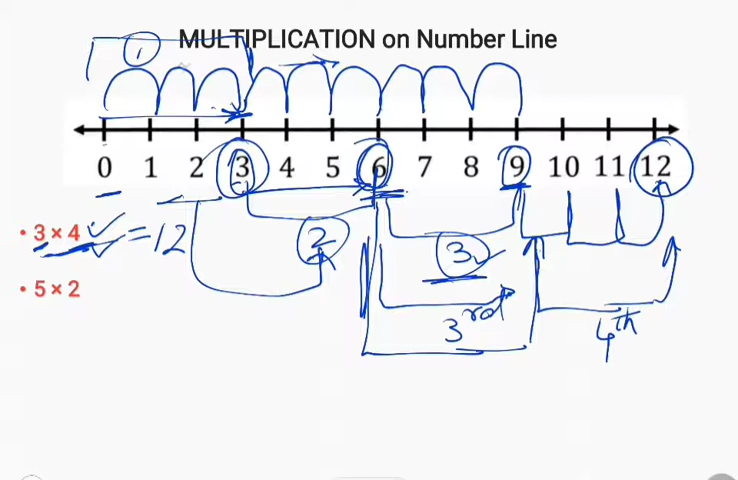 MULTIPLICATION on Number Line
1
0 1 2 3 4 5 6 7 8 9 10 11 12
• 3 × 4 = 12
2
3
• 5 × 2
3rd
4th